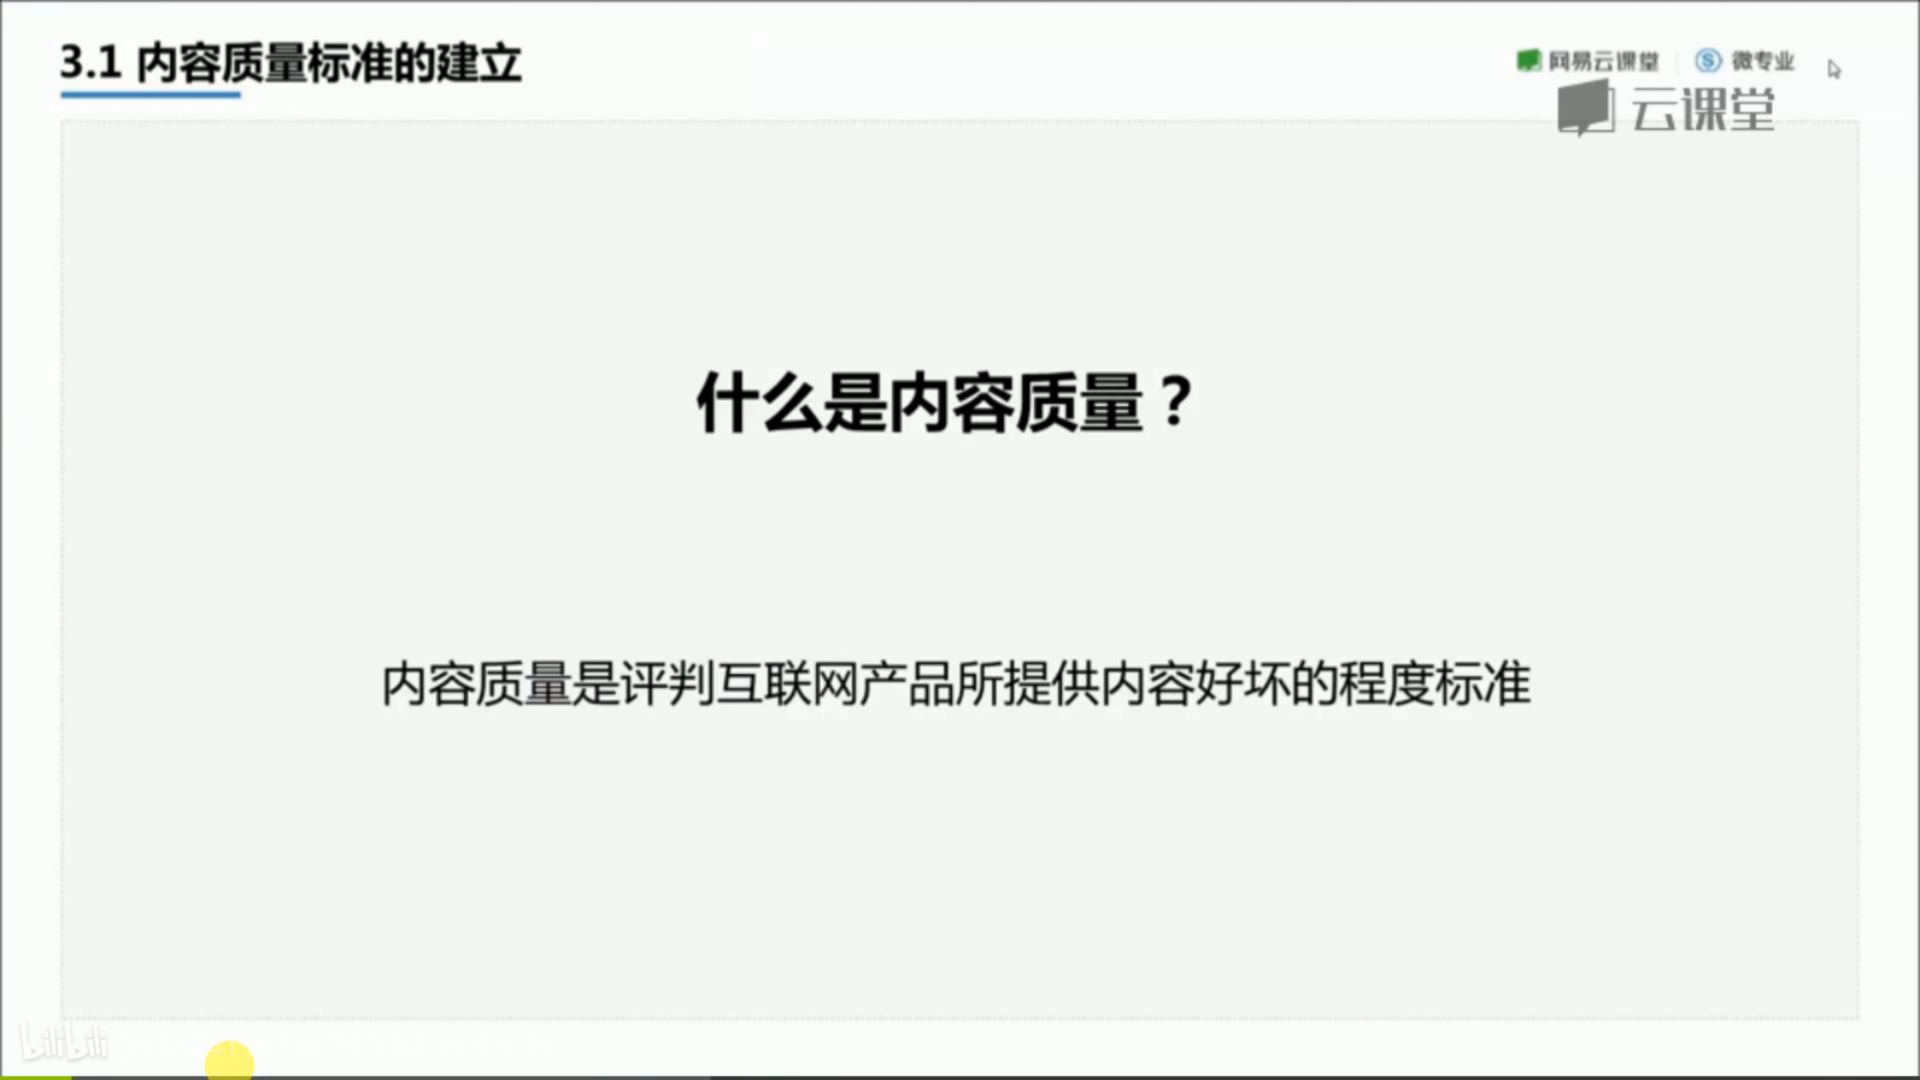 3.1 内容质量标准的建立
网易云课堂 | 微专业
云课堂
什么是内容质量？
内容质量是评判互联网产品所提供内容好坏的程度标准
bilibili